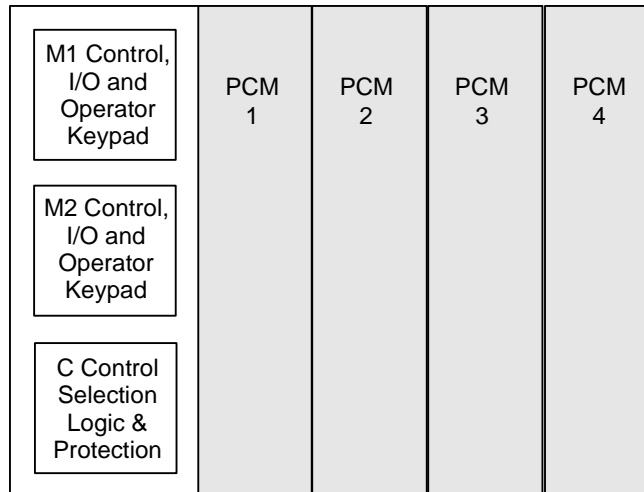 M1 Control,
I/O and
Operator
Keypad
PCM
1
PCM
2
PCM
3
PCM
4
M2 Control,
I/O and
Operator
Keypad
C Control
Selection
Logic &
Protection